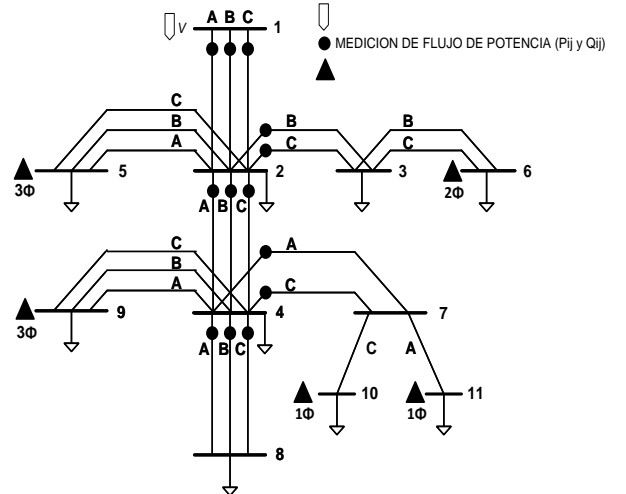 A B C
V
1
MEDICION DE FLUJO DE POTENCIA (Pij y Qij)
C
B
A
B
C
B
C
3Φ
5
2
3
2Φ
6
A B C
C
B
A
A
C
3Φ
9
4
7
A B C
C
A
1Φ
10
1Φ
11
8